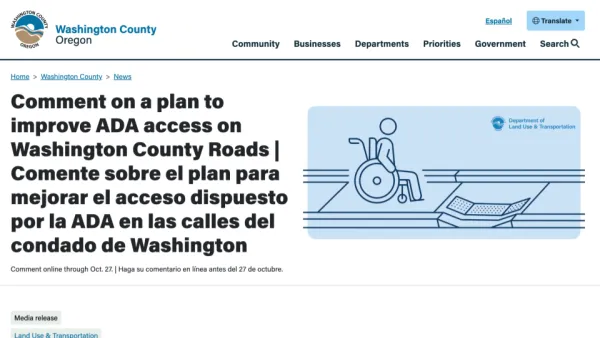 WASHINGTON COUNTY
OREGON
Washington County
Oregon
Español
Translate
Community Businesses Departments Priorities Government Search
Home > Washington County > News
Comment on a plan to
improve ADA access on
Washington County Roads |
Comente sobre el plan para
mejorar el acceso dispuesto
por la ADA en las calles del
condado de Washington
Department of
Land Use & Transportation
Comment online through Oct. 27. | Haga su comentario en línea antes del 27 de octubre.
Media release
Land Use & Transportation